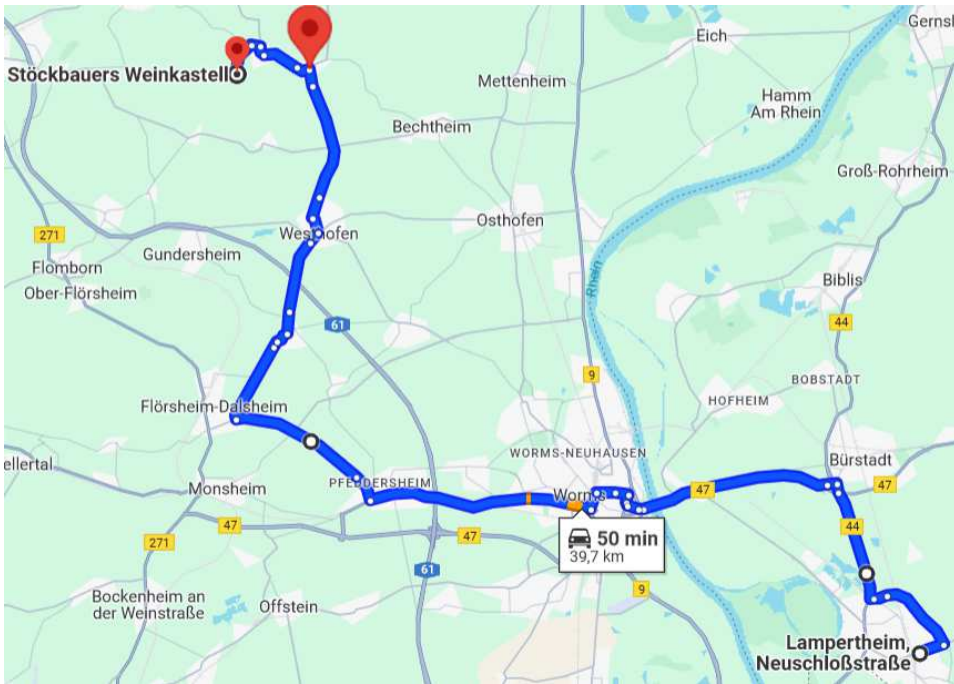 Gernsl
Eich
Stöckbauers Weinkastell
Mettenheim
Hamm
Am Rhein
Bechtheim
Groß-Rohrheim
Westhofen
Osthofen
271
Gundersheim
Flomborn
Ober-Flörsheim
Rhein
Biblis
61
44
9
BOBSTADT
HOFHEIM
Flörsheim-Dalsheim
WORMS-NEUHAUSEN
ellertal
Bürstadt
Monsheim
PFEDDERSHEIM
Worms
47
47
47
44
47
50 min
39,7 km
271
61
9
Bockenheim an
der Weinstraße
Offstein
Lampertheim,
Neuschloßstraße